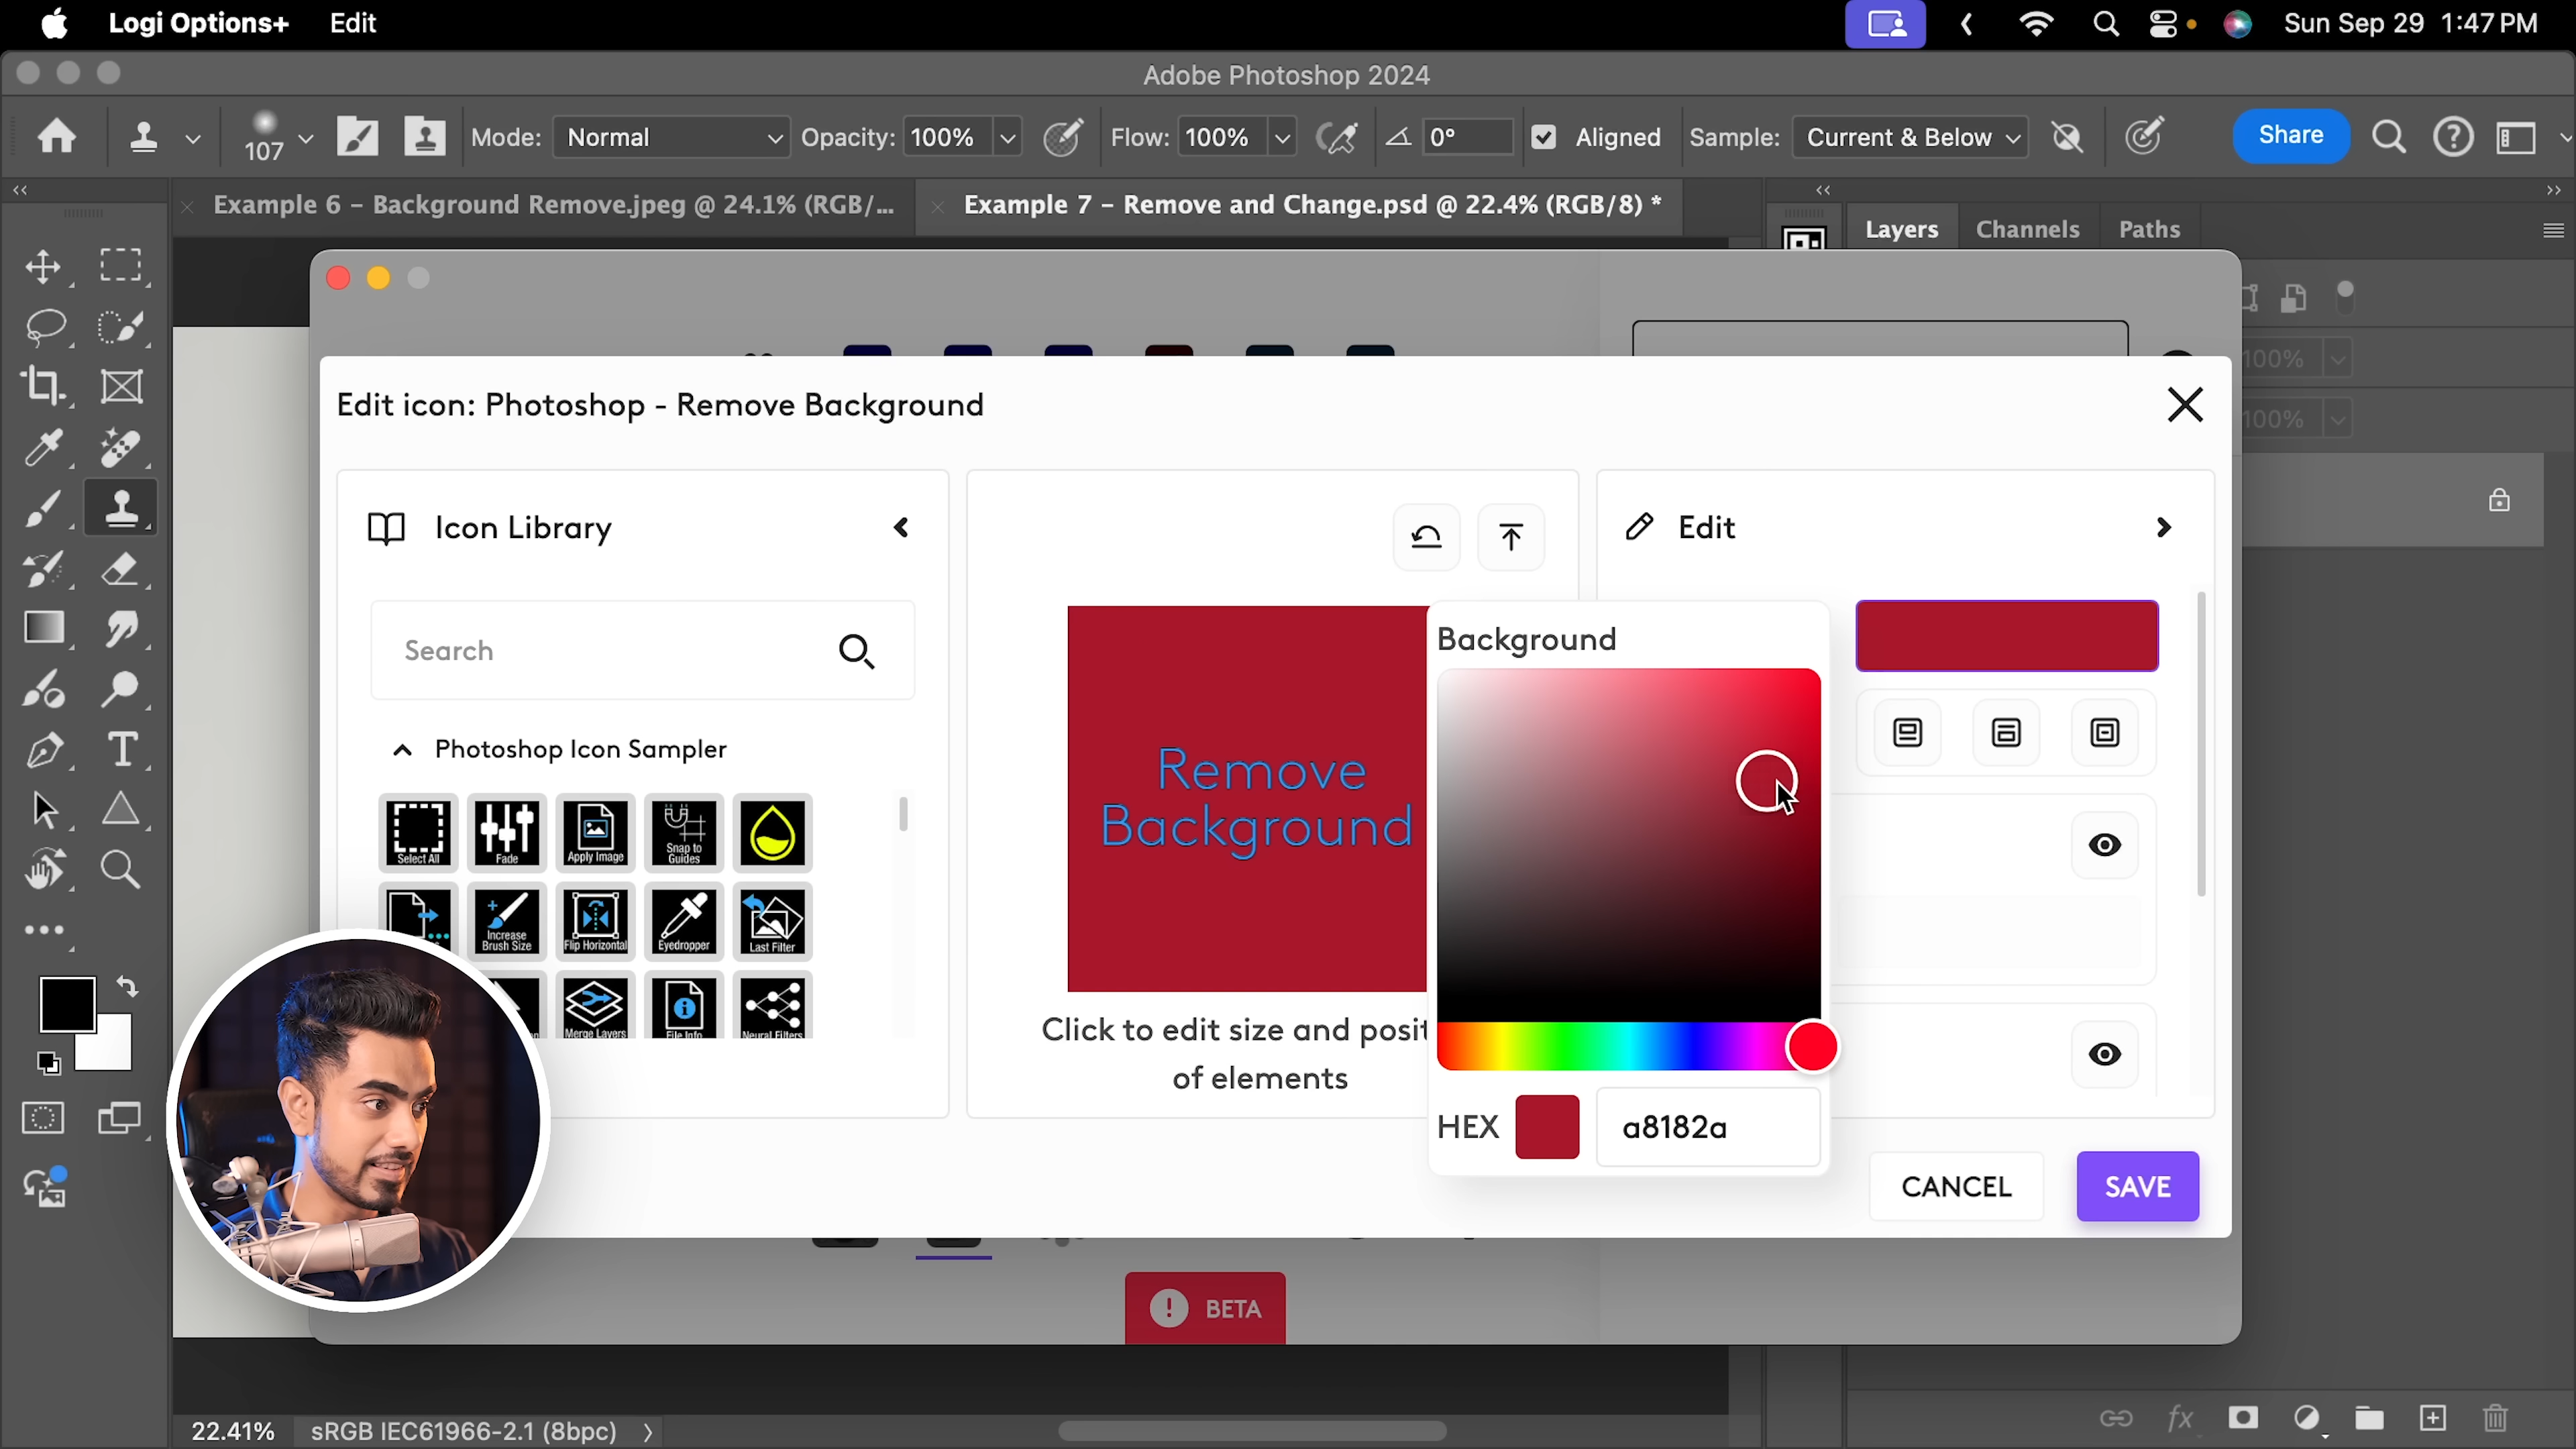 Logi Options+ Edit Sun Sep 29 1:47 PM
Adobe Photoshop 2024
107 Mode: Normal Opacity: 100% Flow: 100% 0° Aligned Sample: Current & Below Share
Example 6 – Background Remove.jpeg @ 24.1% (RGB/... Example 7 – Remove and Change.psd @ 22.4% (RGB/8) *
Layers Channels Paths
100%
100%
Edit icon: Photoshop - Remove Background
Icon Library
Search
Photoshop Icon Sampler
Select All Fade Apply Image Snap to Guides
Increase Brush Size Flip Horizontal Eyedropper Last Filter
Merge Layers File Info Neural Filters
Remove
Background
Click to edit size and posit
of elements
Edit
Background
HEX a8182a
CANCEL SAVE
! BETA
22.41% sRGB IEC61966-2.1 (8bpc)
fx